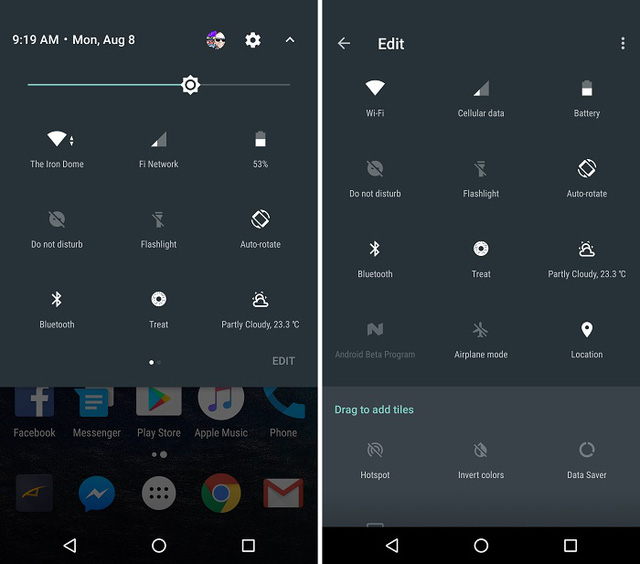 9:19 AM • Mon, Aug 8
The Iron Dome
Fi Network
53%
Do not disturb
Flashlight
Auto-rotate
Bluetooth
Treat
Partly Cloudy, 23.3 ℃
EDIT
Facebook
Messenger
Play Store
Apple Music
Phone
Edit
Wi-Fi
Cellular data
Battery
Do not disturb
Flashlight
Auto-rotate
Bluetooth
Treat
Partly Cloudy, 23.3 ℃
Android Beta Program
Airplane mode
Location
Drag to add tiles
Hotspot
Invert colors
Data Saver